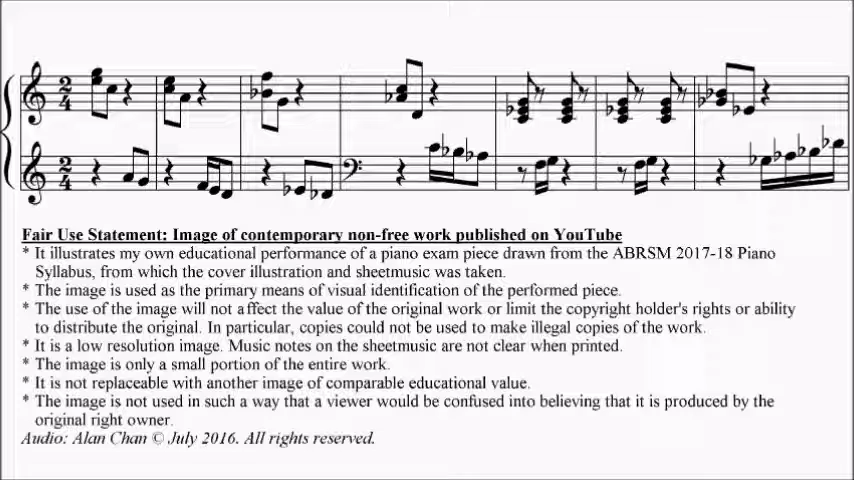 2
4
2
4
Fair Use Statement: Image of contemporary non-free work published on YouTube
* It illustrates my own educational performance of a piano exam piece drawn from the ABRSM 2017-18 Piano
Syllabus, from which the cover illustration and sheetmusic was taken.
* The image is used as the primary means of visual identification of the performed piece.
* The use of the image will not affect the value of the original work or limit the copyright holder's rights or ability
to distribute the original. In particular, copies could not be used to make illegal copies of the work.
* It is a low resolution image. Music notes on the sheetmusic are not clear when printed.
* The image is only a small portion of the entire work.
* It is not replaceable with another image of comparable educational value.
* The image is not used in such a way that a viewer would be confused into believing that it is produced by the
original right owner.
Audio: Alan Chan © July 2016. All rights reserved.